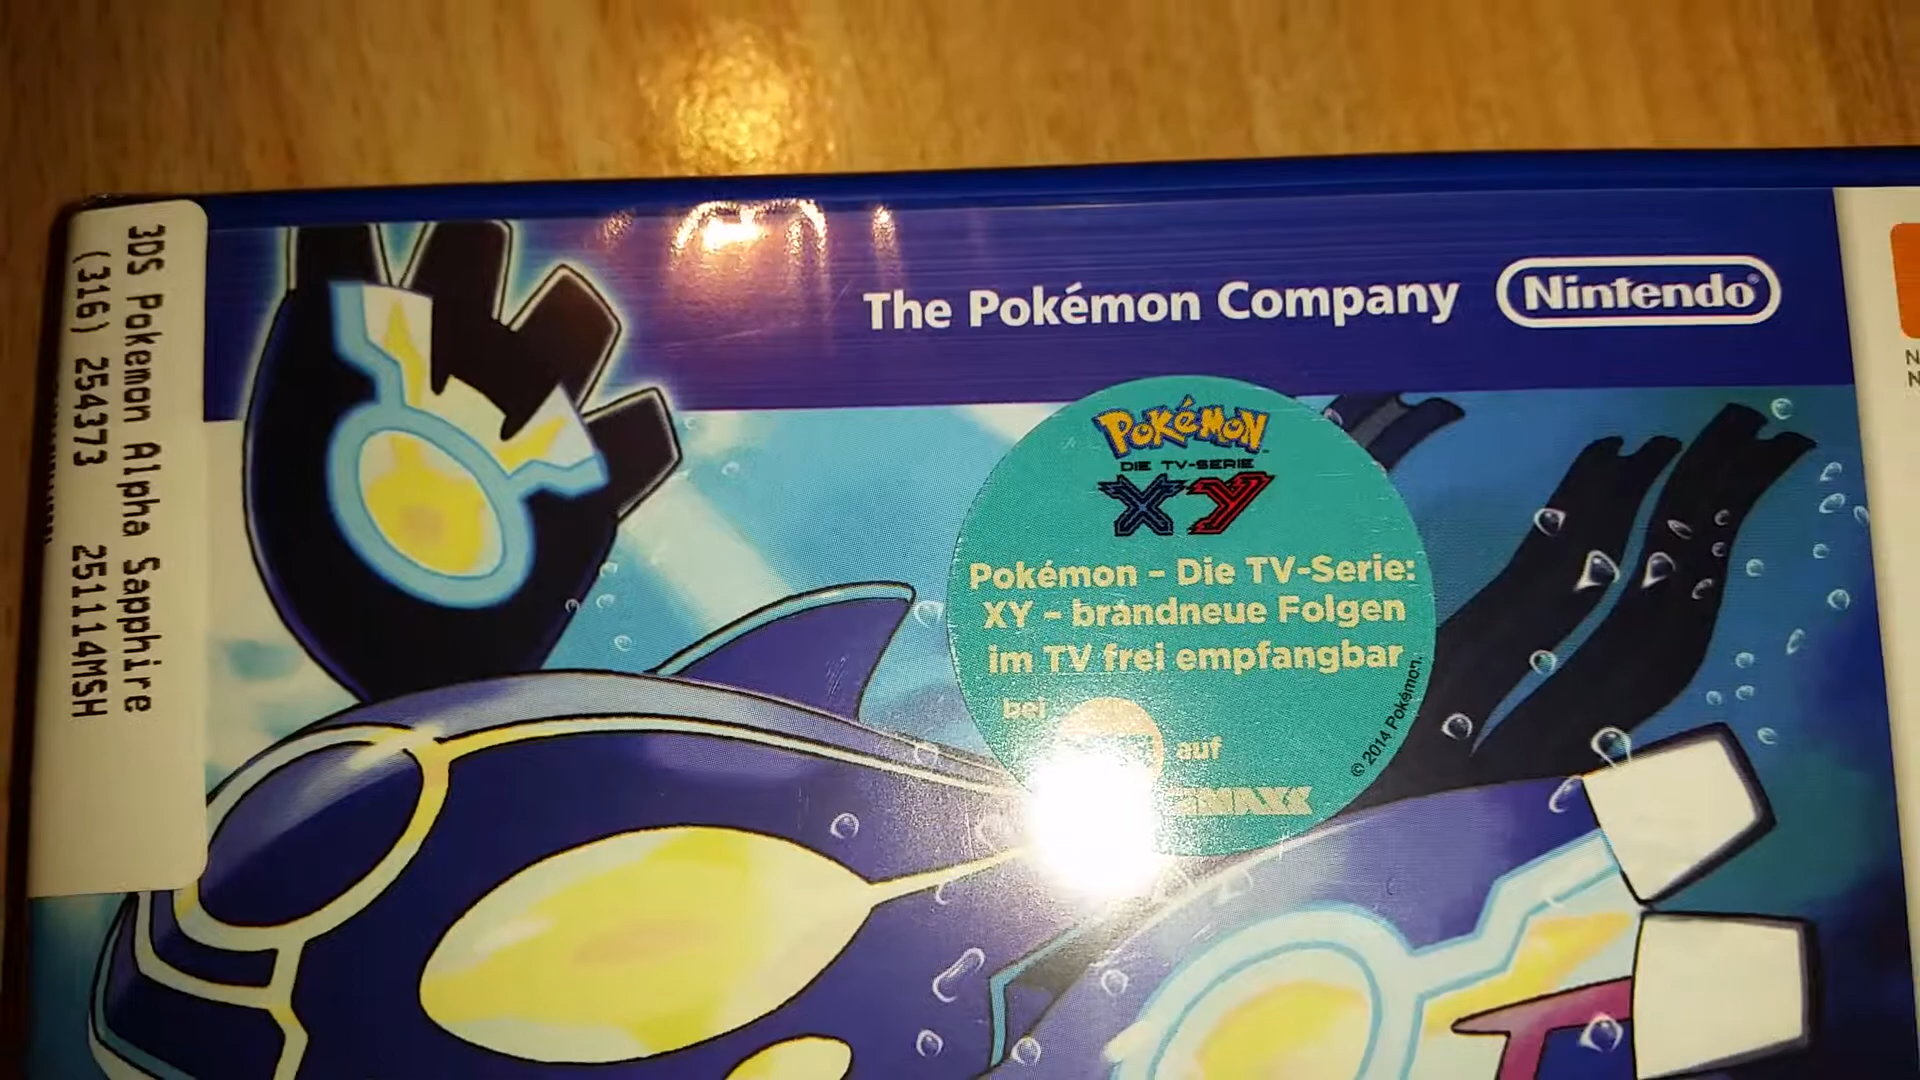 3DS Pokemon Alpha Sapphire
(316) 254373 251114MSH
The Pokémon Company
Nintendo®
POKéMON™
DIE TV-SERIE
XY
Pokémon – Die TV-Serie:
XY – brandneue Folgen
im TV frei empfangbar
bei
auf
© 2014 Pokémon.